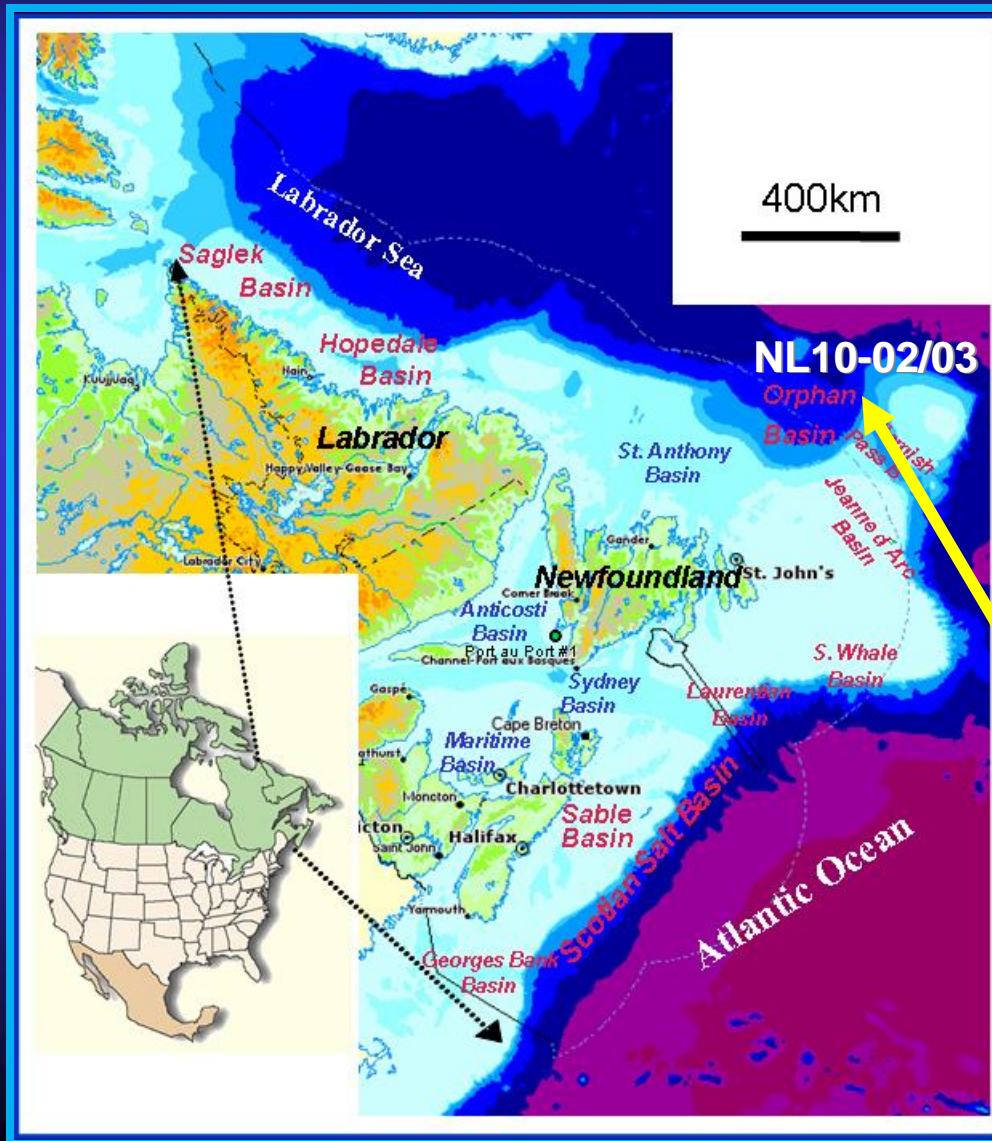 400km
Labrador Sea
Saglek
Basin
NL10-02/03
Hopedale
Basin
Kuujjuaq
Nain
Orphan
Basin
Labrador
St. Anthony
Basin
Flemish
Pass B.
Happy Valley-Goose Bay
Jeanne d'Arc
Basin
Gander
Labrador City
Newfoundland
St. John's
Corner Brook
Anticosti
Basin
Port au Port #1
Channel-Port aux Basques
S. Whale
Basin
Gaspé
Sydney
Basin
Laurentian
Basin
Cape Breton
Maritime
Basin
athurst
Charlottetown
Moncton
Sable
Basin
icton
Halifax
Saint John
Scotian Salt Basin
Yarmouth
Atlantic Ocean
Georges Bank
Basin